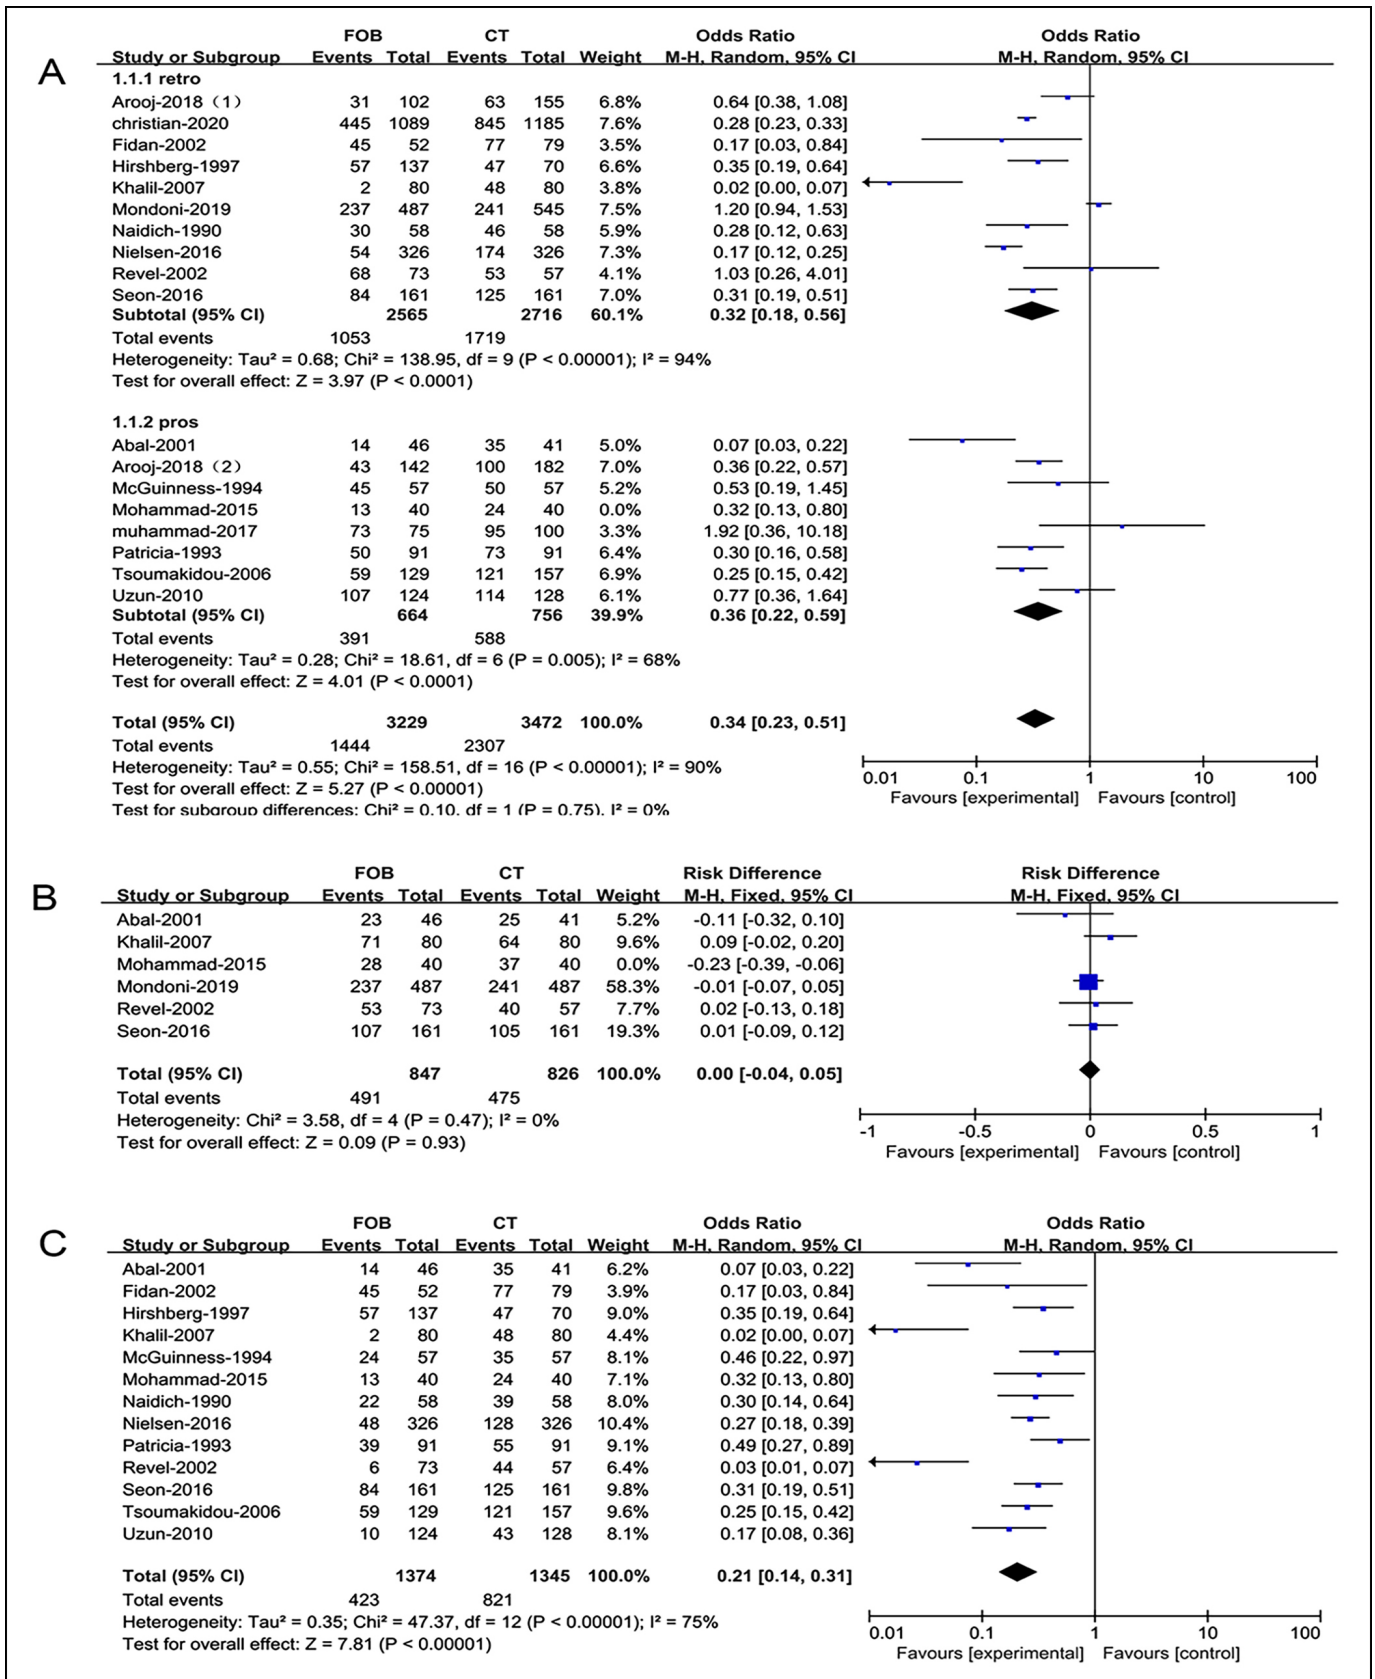 A
FOB CT Odds Ratio Odds Ratio
Study or Subgroup Events Total Events Total Weight M-H, Random, 95% CI M-H, Random, 95% CI
1.1.1 retro
Arooj-2018（1） 31 102 63 155 6.8% 0.64 [0.38, 1.08]
christian-2020 445 1089 845 1185 7.6% 0.28 [0.23, 0.33]
Fidan-2002 45 52 77 79 3.5% 0.17 [0.03, 0.84]
Hirshberg-1997 57 137 47 70 6.6% 0.35 [0.19, 0.64]
Khalil-2007 2 80 48 80 3.8% 0.02 [0.00, 0.07]
Mondoni-2019 237 487 241 545 7.5% 1.20 [0.94, 1.53]
Naidich-1990 30 58 46 58 5.9% 0.28 [0.12, 0.63]
Nielsen-2016 54 326 174 326 7.3% 0.17 [0.12, 0.25]
Revel-2002 68 73 53 57 4.1% 1.03 [0.26, 4.01]
Seon-2016 84 161 125 161 7.0% 0.31 [0.19, 0.51]
Subtotal (95% CI) 2565 2716 60.1% 0.32 [0.18, 0.56]
Total events 1053 1719
Heterogeneity: Tau² = 0.68; Chi² = 138.95, df = 9 (P < 0.00001); I² = 94%
Test for overall effect: Z = 3.97 (P < 0.0001)
1.1.2 pros
Abal-2001 14 46 35 41 5.0% 0.07 [0.03, 0.22]
Arooj-2018（2） 43 142 100 182 7.0% 0.36 [0.22, 0.57]
McGuinness-1994 45 57 50 57 5.2% 0.53 [0.19, 1.45]
Mohammad-2015 13 40 24 40 0.0% 0.32 [0.13, 0.80]
muhammad-2017 73 75 95 100 3.3% 1.92 [0.36, 10.18]
Patricia-1993 50 91 73 91 6.4% 0.30 [0.16, 0.58]
Tsoumakidou-2006 59 129 121 157 6.9% 0.25 [0.15, 0.42]
Uzun-2010 107 124 114 128 6.1% 0.77 [0.36, 1.64]
Subtotal (95% CI) 664 756 39.9% 0.36 [0.22, 0.59]
Total events 391 588
Heterogeneity: Tau² = 0.28; Chi² = 18.61, df = 6 (P = 0.005); I² = 68%
Test for overall effect: Z = 4.01 (P < 0.0001)
Total (95% CI) 3229 3472 100.0% 0.34 [0.23, 0.51]
Total events 1444 2307
Heterogeneity: Tau² = 0.55; Chi² = 158.51, df = 16 (P < 0.00001); I² = 90%
Test for overall effect: Z = 5.27 (P < 0.00001)
Test for subgroup differences: Chi² = 0.10, df = 1 (P = 0.75), I² = 0%
0.01 0.1 1 10 100
Favours [experimental] Favours [control]
B
FOB CT Risk Difference Risk Difference
Study or Subgroup Events Total Events Total Weight M-H, Fixed, 95% CI M-H, Fixed, 95% CI
Abal-2001 23 46 25 41 5.2% -0.11 [-0.32, 0.10]
Khalil-2007 71 80 64 80 9.6% 0.09 [-0.02, 0.20]
Mohammad-2015 28 40 37 40 0.0% -0.23 [-0.39, -0.06]
Mondoni-2019 237 487 241 487 58.3% -0.01 [-0.07, 0.05]
Revel-2002 53 73 40 57 7.7% 0.02 [-0.13, 0.18]
Seon-2016 107 161 105 161 19.3% 0.01 [-0.09, 0.12]
Total (95% CI) 847 826 100.0% 0.00 [-0.04, 0.05]
Total events 491 475
Heterogeneity: Chi² = 3.58, df = 4 (P = 0.47); I² = 0%
Test for overall effect: Z = 0.09 (P = 0.93)
-1 -0.5 0 0.5 1
Favours [experimental] Favours [control]
C
FOB CT Odds Ratio Odds Ratio
Study or Subgroup Events Total Events Total Weight M-H, Random, 95% CI M-H, Random, 95% CI
Abal-2001 14 46 35 41 6.2% 0.07 [0.03, 0.22]
Fidan-2002 45 52 77 79 3.9% 0.17 [0.03, 0.84]
Hirshberg-1997 57 137 47 70 9.0% 0.35 [0.19, 0.64]
Khalil-2007 2 80 48 80 4.4% 0.02 [0.00, 0.07]
McGuinness-1994 24 57 35 57 8.1% 0.46 [0.22, 0.97]
Mohammad-2015 13 40 24 40 7.1% 0.32 [0.13, 0.80]
Naidich-1990 22 58 39 58 8.0% 0.30 [0.14, 0.64]
Nielsen-2016 48 326 128 326 10.4% 0.27 [0.18, 0.39]
Patricia-1993 39 91 55 91 9.1% 0.49 [0.27, 0.89]
Revel-2002 6 73 44 57 6.4% 0.03 [0.01, 0.07]
Seon-2016 84 161 125 161 9.8% 0.31 [0.19, 0.51]
Tsoumakidou-2006 59 129 121 157 9.6% 0.25 [0.15, 0.42]
Uzun-2010 10 124 43 128 8.1% 0.17 [0.08, 0.36]
Total (95% CI) 1374 1345 100.0% 0.21 [0.14, 0.31]
Total events 423 821
Heterogeneity: Tau² = 0.35; Chi² = 47.37, df = 12 (P < 0.00001); I² = 75%
Test for overall effect: Z = 7.81 (P < 0.00001)
0.01 0.1 1 10 100
Favours [experimental] Favours [control]